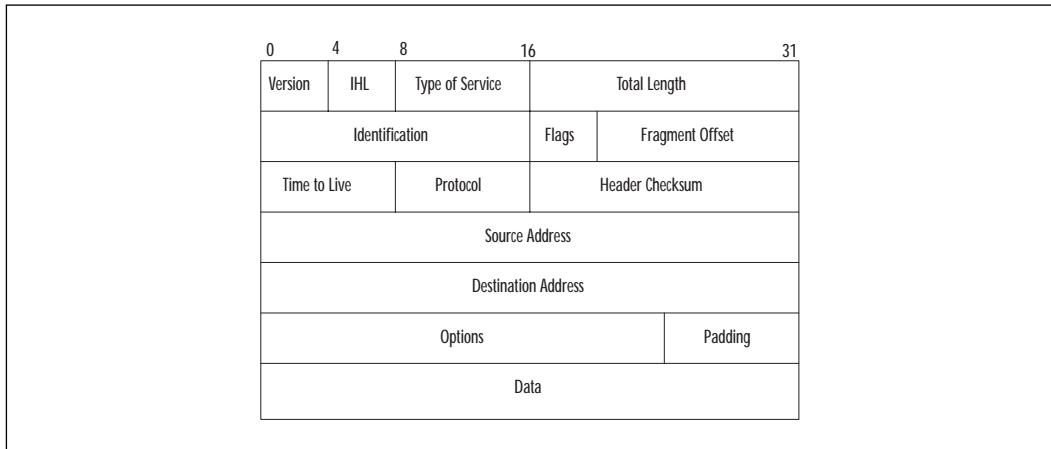 0 4 8 16 31
Version IHL Type of Service Total Length
Identification Flags Fragment Offset
Time to Live Protocol Header Checksum
Source Address
Destination Address
Options Padding
Data